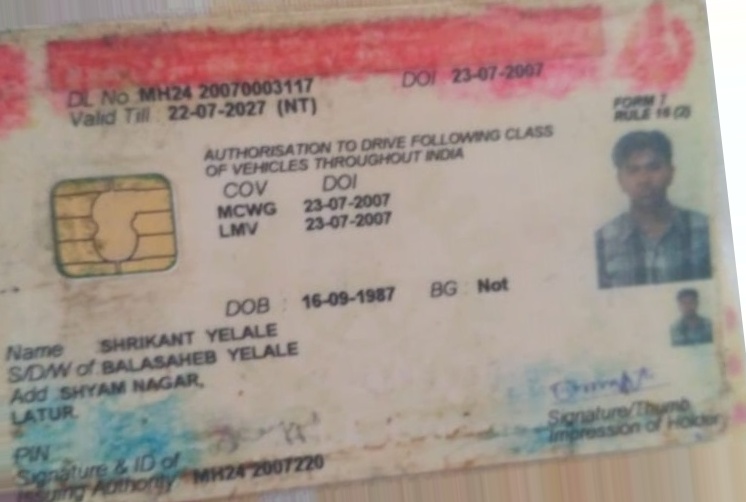 DL No MH24 20070003117 DOI 23-07-2007
Valid Till : 22-07-2027 (NT)
FORM 7
RULE 16 (2)
AUTHORISATION TO DRIVE FOLLOWING CLASS
OF VEHICLES THROUGHOUT INDIA
COV DOI
MCWG 23-07-2007
LMV 23-07-2007
DOB : 16-09-1987 BG : Not
Name SHRIKANT YELALE
S/D/W of BALASAHEB YELALE
Add SHYAM NAGAR,
LATUR.
PIN
Signature & ID of
Issuing Authority: MH24 2007220
Signature/Thumb
Impression of Holder